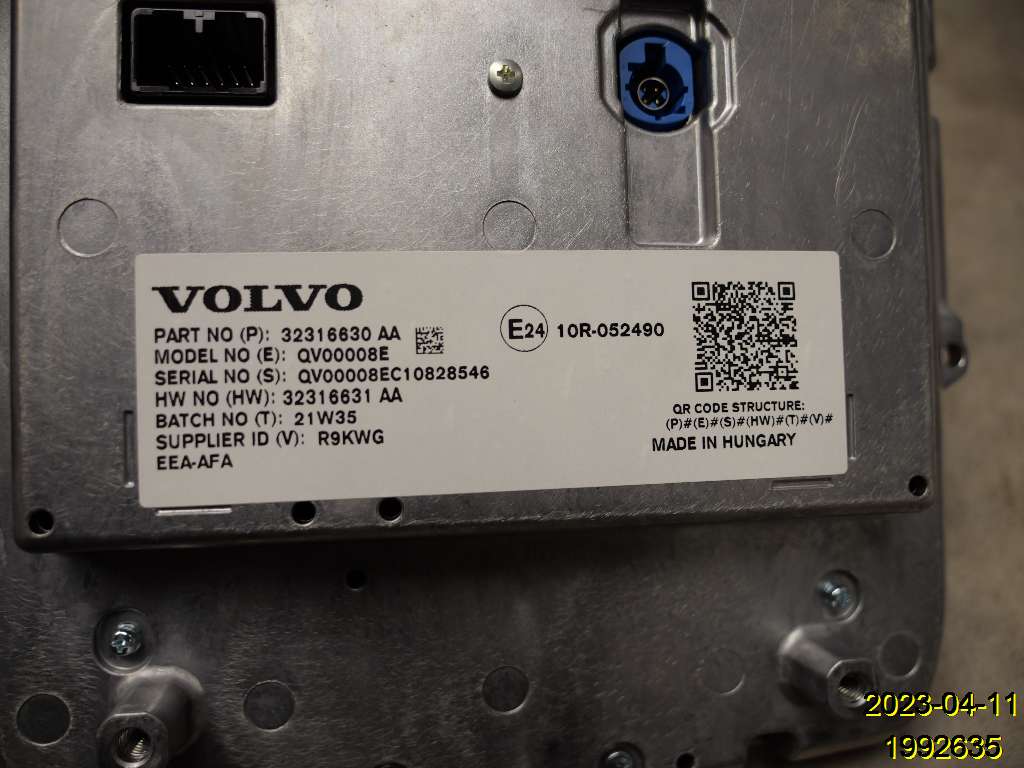 VOLVO
PART NO (P): 32316630 AA
MODEL NO (E): QV00008E
SERIAL NO (S): QV00008EC10828546
HW NO (HW): 32316631 AA
BATCH NO (T): 21W35
SUPPLIER ID (V): R9KWG
EEA-AFA
E24 10R-052490
QR CODE STRUCTURE:
(P)#(E)#(S)#(HW)#(T)#(V)#
MADE IN HUNGARY
2023-04-11
1992635